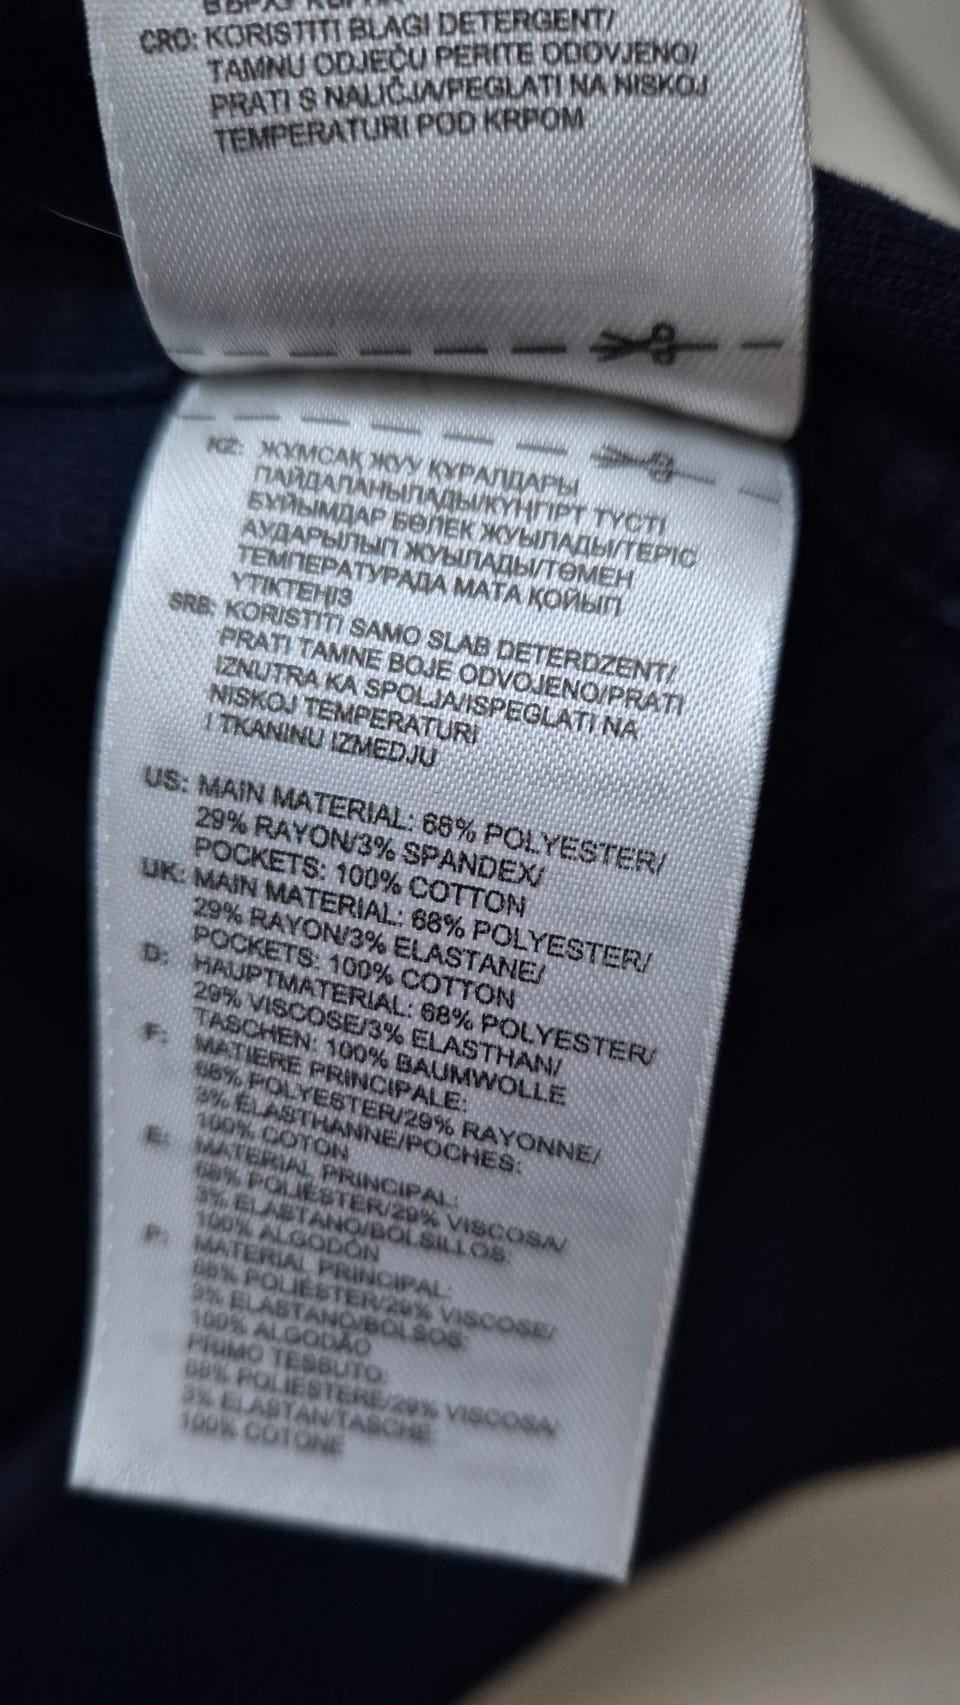 CRO: KORISTITI BLAGI DETERGENT/
TAMNU ODJEĆU PERITE ODOVJENO/
PRATI S NALIČJA/PEGLATI NA NISKOJ
TEMPERATURI POD KRPOM
KZ: ЖУМСАҚ ЖУУ ҚҰРАЛДАРЫ
ПАЙДАЛАНЫЛАДЫ/КҮҢГІРТ ТҮСТІ
БҰЙЫМДАР БӨЛЕК ЖУЫЛАДЫ/ТЕРІС
АУДАРЫЛЫП ЖУЫЛАДЫ/ТӨМЕН
ТЕМПЕРАТУРАДА МАТА ҚОЙЫП
ҮТІКТЕҢІЗ
SRB: KORISTITI SAMO SLAB DETERDZENT/
PRATI TAMNE BOJE ODVOJENO/PRATI
IZNUTRA KA SPOLJA/ISPEGLATI NA
NISKOJ TEMPERATURI
I TKANINU IZMEDJU
US: MAIN MATERIAL: 68% POLYESTER/
29% RAYON/3% SPANDEX/
POCKETS: 100% COTTON
UK: MAIN MATERIAL: 68% POLYESTER/
29% RAYON/3% ELASTANE/
POCKETS: 100% COTTON
D: HAUPTMATERIAL: 68% POLYESTER/
29% VISCOSE/3% ELASTHAN/
TASCHEN: 100% BAUMWOLLE
F: MATIERE PRINCIPALE:
68% POLYESTER/29% RAYONNE/
3% ELASTHANNE/POCHES:
100% COTON
E: MATERIAL PRINCIPAL:
68% POLIÉSTER/29% VISCOSA/
3% ELASTANO/BOLSILLOS:
100% ALGODÓN
P: MATERIAL PRINCIPAL:
68% POLIÉSTER/29% VISCOSE/
3% ELASTANO/BOLSOS:
100% ALGODÃO
PRIMO TESSUTO:
68% POLIESTERE/29% VISCOSA/
3% ELASTAN/TASCHE:
100% COTONE